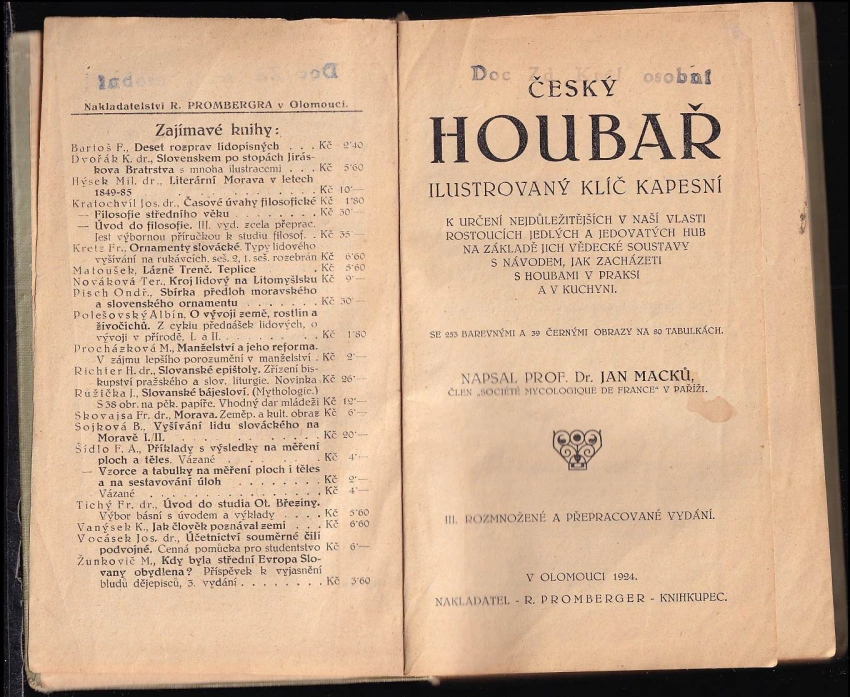 Nakladatelství R. PROMBERGRA v Olomouci.
Zajímavé knihy:
Bartoš F., Deset rozprav lidopisných . . . Kč 2·40
Dvořák K. dr., Slovenskem po stopách Jirás-
kova Bratrstva s mnoha ilustracemi . . . Kč 5·60
Hýsek Mil. dr., Literární Morava v letech
1849-85 . . . . . . . . . . Kč 10·—
Kratochvil Jos. dr., Časové úvahy filosofické Kč 1·80
— Filosofie středního věku . . . . . . . Kč 30·—
— Úvod do filosofie. III. vyd. zcela přeprac.
Jest výbornou příručkou k studiu filosof. . Kč 35—
Kretz Fr., Ornamenty slovácké. Typy lidového
vyšívání na rukávcích. seš. 2, 1. seš. rozebrán Kč 6·60
Matoušek, Lázně Trenč. Teplice . . . . Kč 5·60
Nováková Ter., Kroj lidový na Litomyšlsku Kč 9·—
Pisch Ondř., Sbírka předloh moravského
a slovenského ornamentu . . . . . . . Kč 30·—
Polešovský Albín, O vývoji země, rostlin a
živočichů. Z cyklu přednášek lidových, o
vývoji v přírodě, I. a II. . . . . . . . Kč 1·80
Procházková M., Manželství a jeho reforma.
V zájmu lepšího porozumění v manželství . Kč 2·—
Richter H. dr., Slovanské epištoly. Zřízení bis-
kupství pražského a slov. liturgie. Novinka Kč 26·—
Růžička J., Slovanské bájesloví. (Mythologie.)
S 38 obr. na pěk. papíře. Vhodný dar mládeži Kč 12·—
Skovajsa Fr. dr., Morava. Zeměp. a kult. obraz Kč 6·—
Sojková B., Vyšívání lidu slováckého na
Moravě I./II. . . . . . . . . . Kč 20·—
Šidlo F. A., Příklady s výsledky na měření
ploch a těles. Vázané . . . . . . . . Kč 4·—
— Vzorce a tabulky na měření ploch i těles
a na sestavování úloh . . . . . . . . Kč 2·—
Vázané . . . . . . . . . . . . Kč 4·—
Tichý Fr. dr., Úvod do studia Ot. Březiny.
Výbor básní s úvodem a výklady . . . . Kč 5·60
Vanýsek K., Jak člověk poznával zemi . . . Kč 6·60
Vocásek Jos. dr., Účetnictví souměrné čili
podvojné. Cenná pomůcka pro studentstvo Kč 6·—
Žunkovič M., Kdy byla střední Evropa Slo-
vany obydlena? Příspěvek k vyjasnění
bludů dějepisců, 3. vydání . . . . . . . Kč 3·60
Doc Zd. osobní
ČESKÝ
HOUBAŘ
ILUSTROVANÝ KLÍČ KAPESNÍ
K URČENÍ NEJDŮLEŽITĚJŠÍCH V NAŠÍ VLASTI
ROSTOUCÍCH JEDLÝCH A JEDOVATÝCH HUB
NA ZÁKLADĚ JICH VĚDECKÉ SOUSTAVY
S NÁVODEM, JAK ZACHÁZETI
S HOUBAMI V PRAKSI
A V KUCHYNI.
SE 253 BAREVNÝMI A 39 ČERNÝMI OBRAZY NA 80 TABULKÁCH.
NAPSAL PROF. Dr. JAN MACKŮ,
ČLEN „SOCIÉTÉ MYCOLOGIQUE DE FRANCE" V PAŘÍŽI.
III. ROZMNOŽENÉ A PŘEPRACOVANÉ VYDÁNÍ.
V OLOMOUCI 1924.
NAKLADATEL - R. PROMBERGER - KNIHKUPEC.